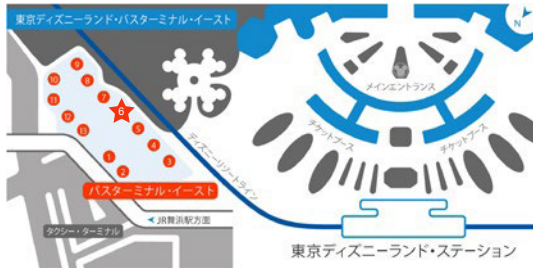 東京ディズニーランド・バスターミナル・イースト
N
メインエントランス
チケットブース
チケットブース
9
10
8
11
7
6
12
5
13
4
1
3
2
ディズニーリゾートライン
バスターミナル・イースト
JR舞浜駅方面
タクシー・ターミナル
東京ディズニーランド・ステーション